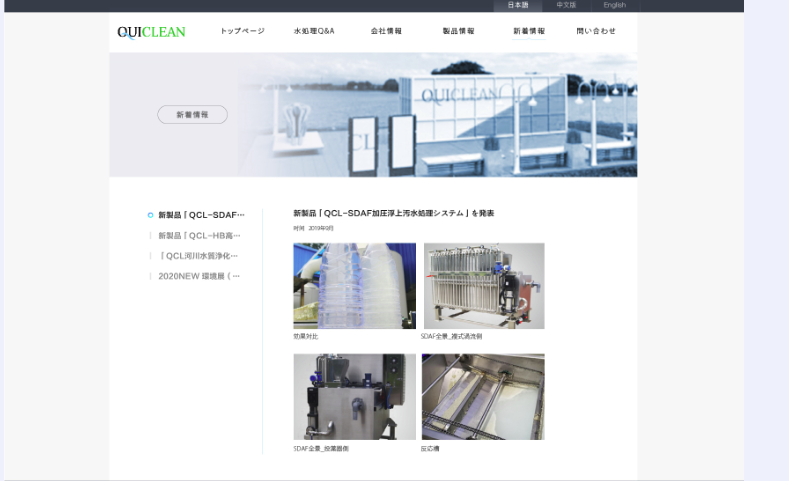 日本語 中文版 English
QUICLEAN トップページ 水処理Q&A 会社情報 製品情報 新着情報 問い合わせ
QUICLEAN
新着情報
CL
新製品「QCL-SDAF…
新製品「QCL-HB高…
「QCL河川水質浄化…
2020NEW 環境展（…
新製品「QCL-SDAF加圧浮上汚水処理システム」を発表
时间 2019年9月
効果対比
SDAF全景_複式渦流側
SDAF全景_投薬器側
反応槽